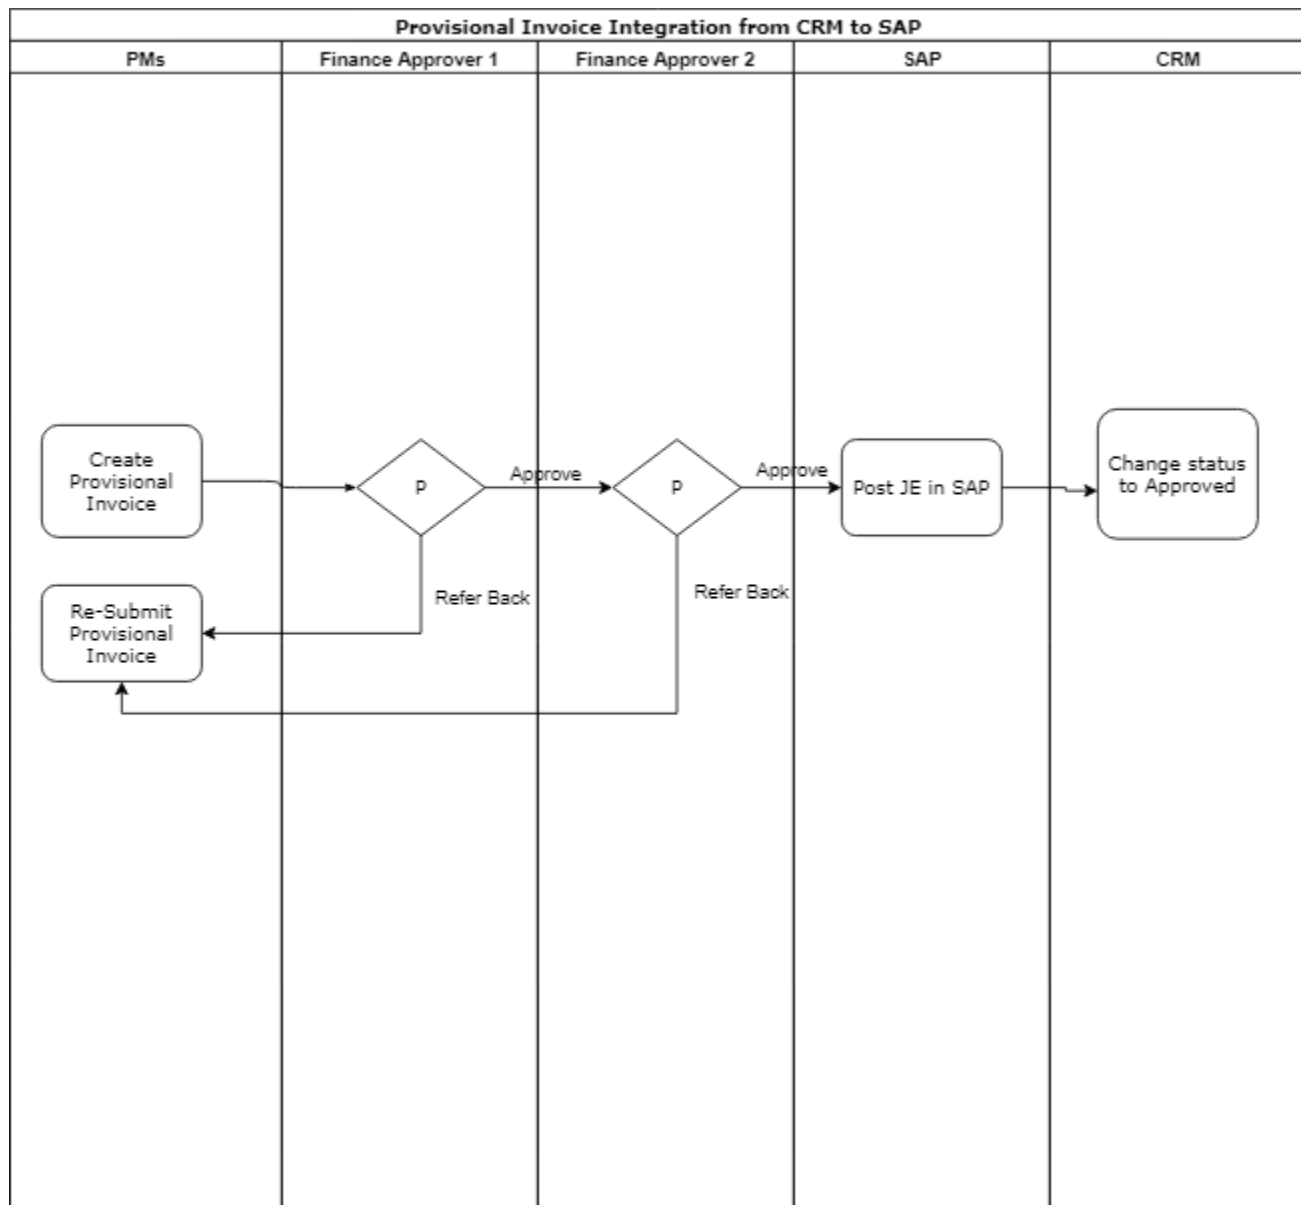 Provisional Invoice Integration from CRM to SAP
PMs
Finance Approver 1
Finance Approver 2
SAP
CRM
Create
Provisional
Invoice
P
Approve
P
Approve
Post JE in SAP
Change status
to Approved
Re-Submit
Provisional
Invoice
Refer Back
Refer Back